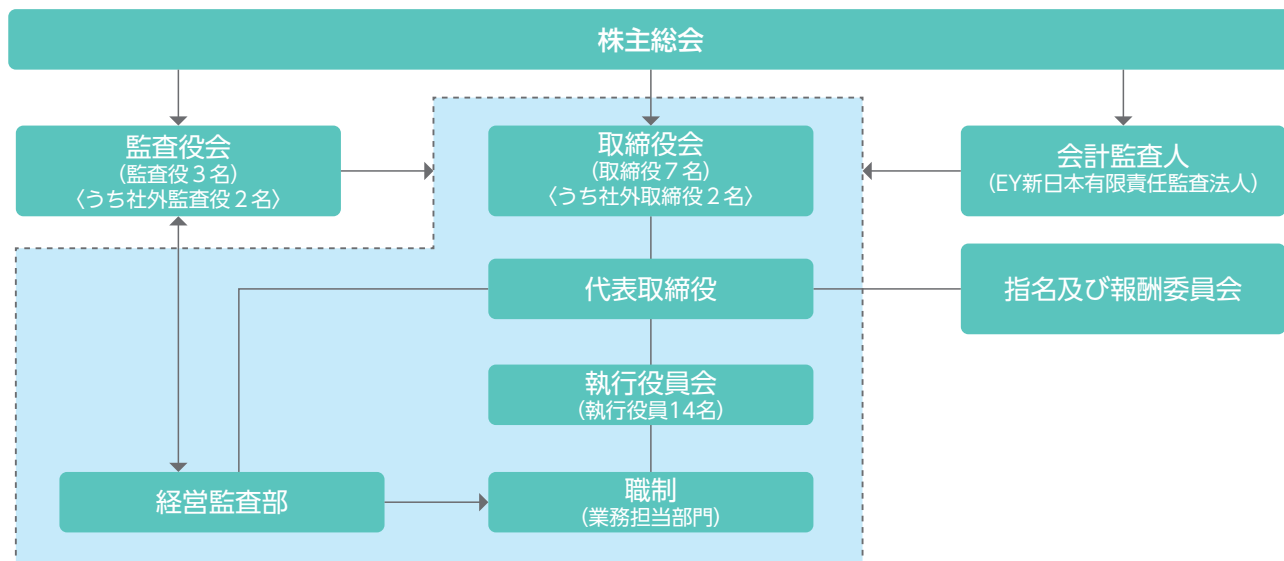 株主総会
監査役会
(監査役3名)
〈うち社外監査役2名〉
取締役会
(取締役7名)
〈うち社外取締役2名〉
会計監査人
(EY新日本有限責任監査法人)
代表取締役
指名及び報酬委員会
執行役員会
(執行役員14名)
経営監査部
職制
(業務担当部門)